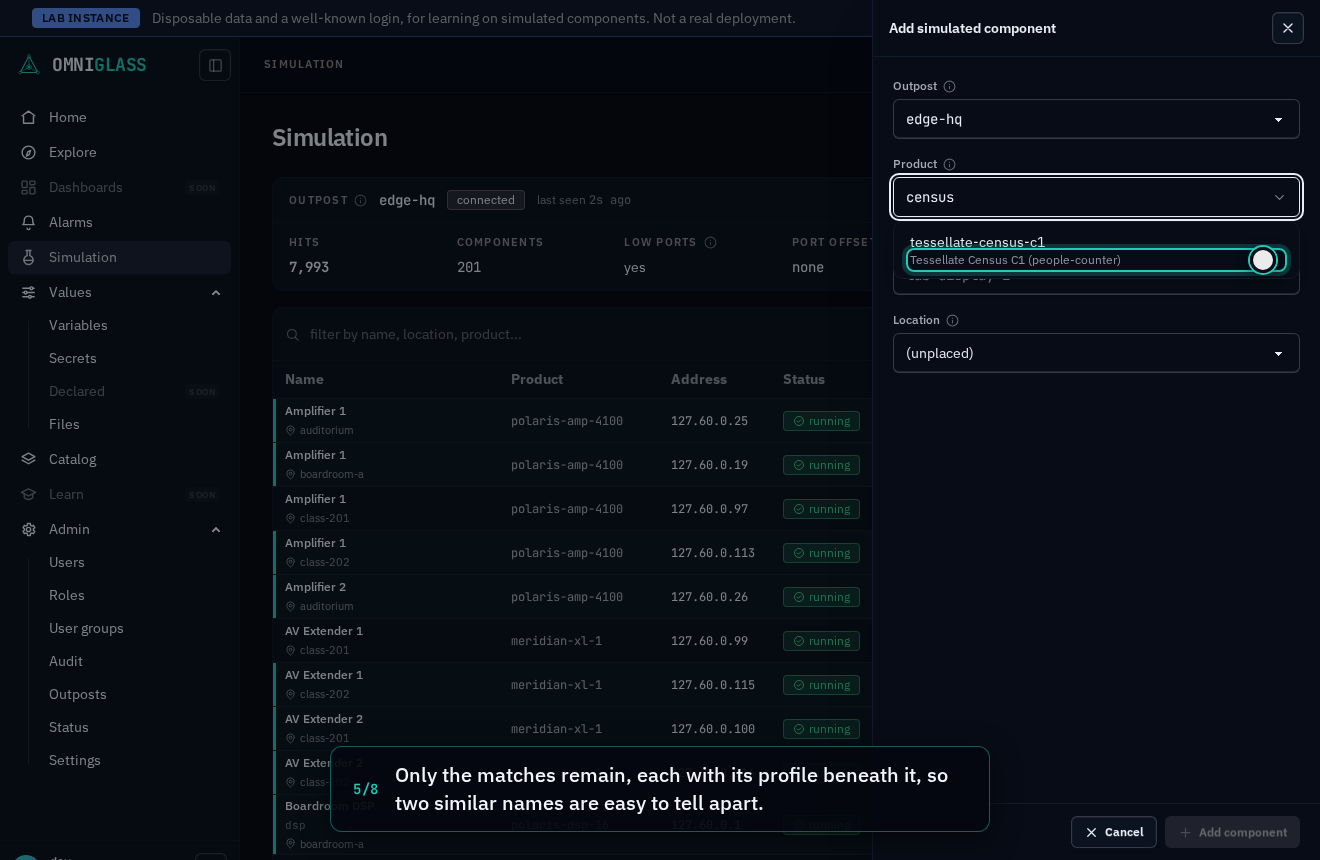 LAB INSTANCE Disposable data and a well-known login, for learning on simulated components. Not a real deployment.
OMNIGLASS
Home
Explore
Dashboards SOON
Alarms
Simulation
Values
Variables
Secrets
Declared SOON
Files
Catalog
Learn SOON
Admin
Users
Roles
User groups
Audit
Outposts
Status
Settings
SIMULATION
Simulation
OUTPOST edge-hq connected last seen 2s ago
HITS COMPONENTS LOW PORTS PORT OFFSET
7,993 201 yes none
filter by name, location, product...
Name Product Address Status
Amplifier 1
auditorium
polaris-amp-4100 127.60.0.25 running
Amplifier 1
boardroom-a
polaris-amp-4100 127.60.0.19 running
Amplifier 1
class-201
polaris-amp-4100 127.60.0.97 running
Amplifier 1
class-202
polaris-amp-4100 127.60.0.113 running
Amplifier 2
auditorium
polaris-amp-4100 127.60.0.26 running
AV Extender 1
class-201
meridian-xl-1 127.60.0.99 running
AV Extender 1
class-202
meridian-xl-1 127.60.0.115 running
AV Extender 2
class-201
meridian-xl-1 127.60.0.100 running
Boardroom DSP
dsp
boardroom-a
Add simulated component
Outpost
edge-hq
Product
census
tessellate-census-c1
Tessellate Census C1 (people-counter)
Location
(unplaced)
Cancel
Add component
5/8
Only the matches remain, each with its profile beneath it, so
two similar names are easy to tell apart.